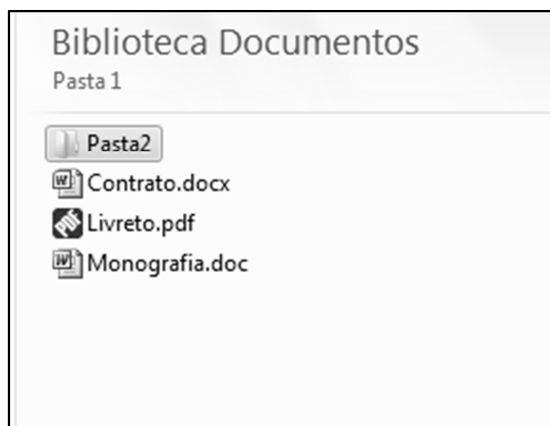 Biblioteca Documentos
Pasta 1
Pasta2
Contrato.docx
Livreto.pdf
Monografia.doc